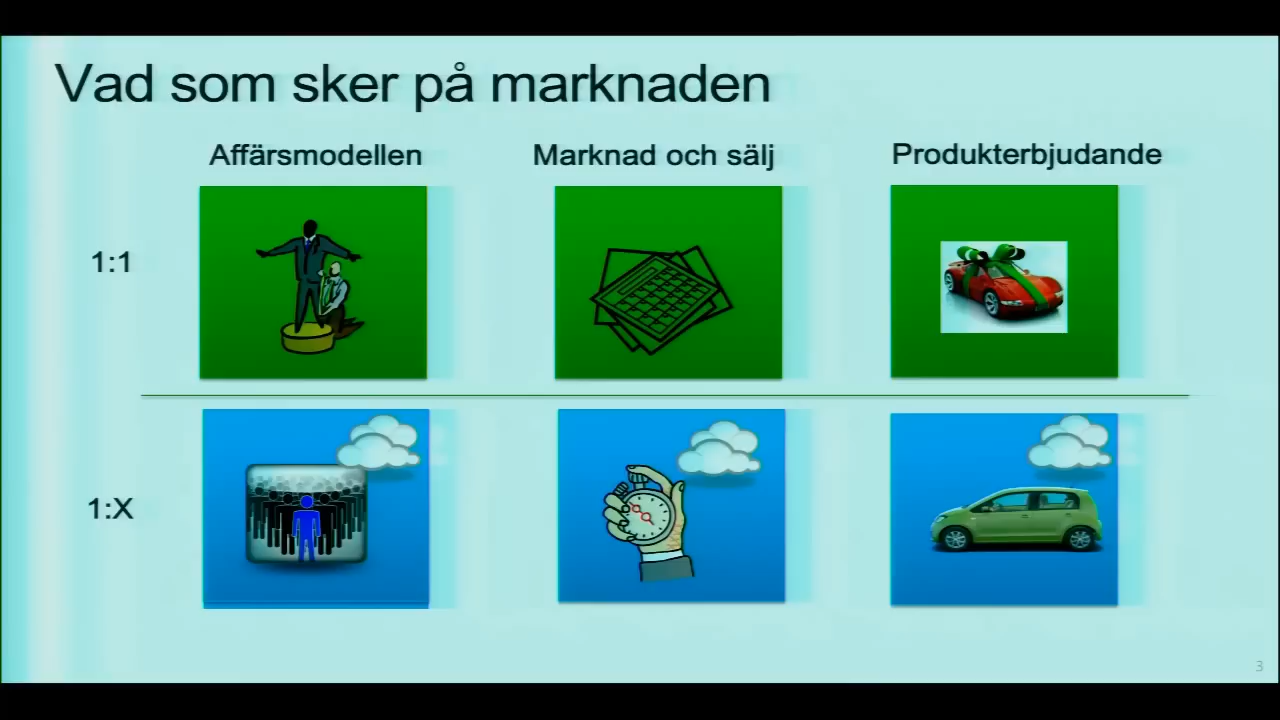 Vad som sker på marknaden
Affärsmodellen
Marknad och sälj
Produkterbjudande
1:1
1:X
3